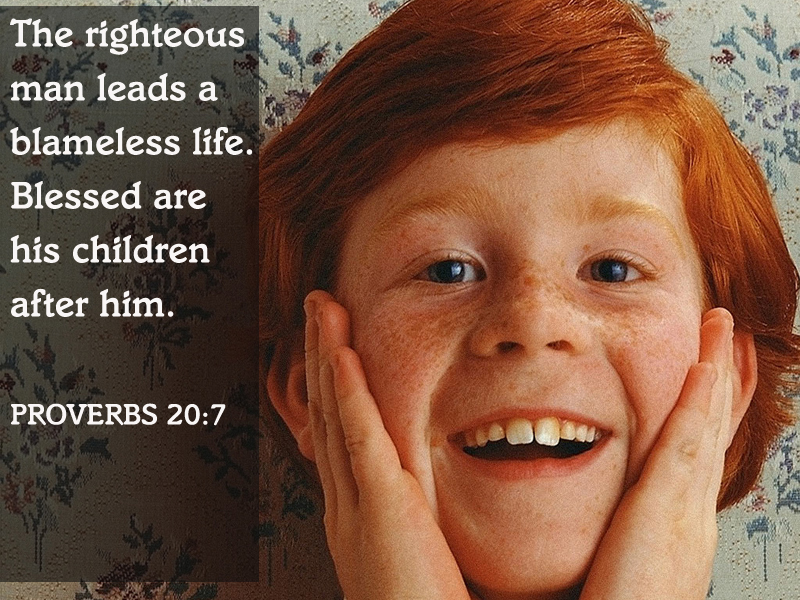 The righteous
man leads a
blameless life.
Blessed are
his children
after him.
PROVERBS 20:7